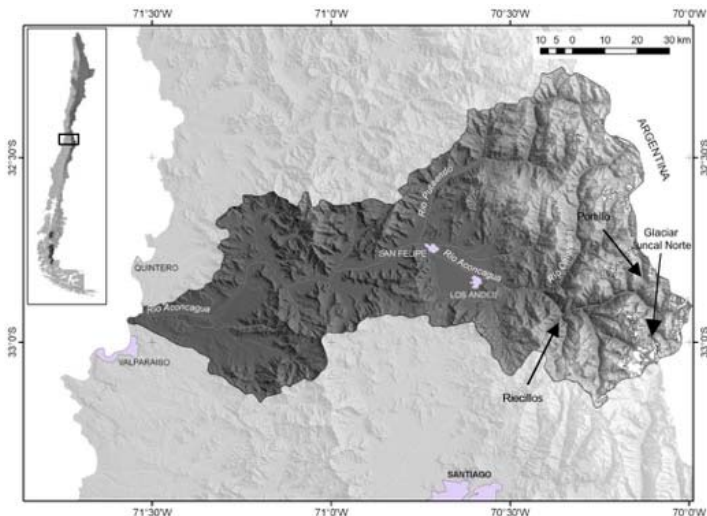 71°30'W
71°0'W
70°30'W
70°0'W
10 5 0 10 20 30 km
32°30'S
32°30'S
ARGENTINA
Río Putaendo
Portillo
Glaciar
Juncal Norte
SAN FELIPE
Río Aconcagua
QUINTERO
LOS ANDES
Río Aconcagua
33°0'S
33°0'S
VALPARAISO
Riecillos
SANTIAGO
71°30'W
71°0'W
70°30'W
70°0'W